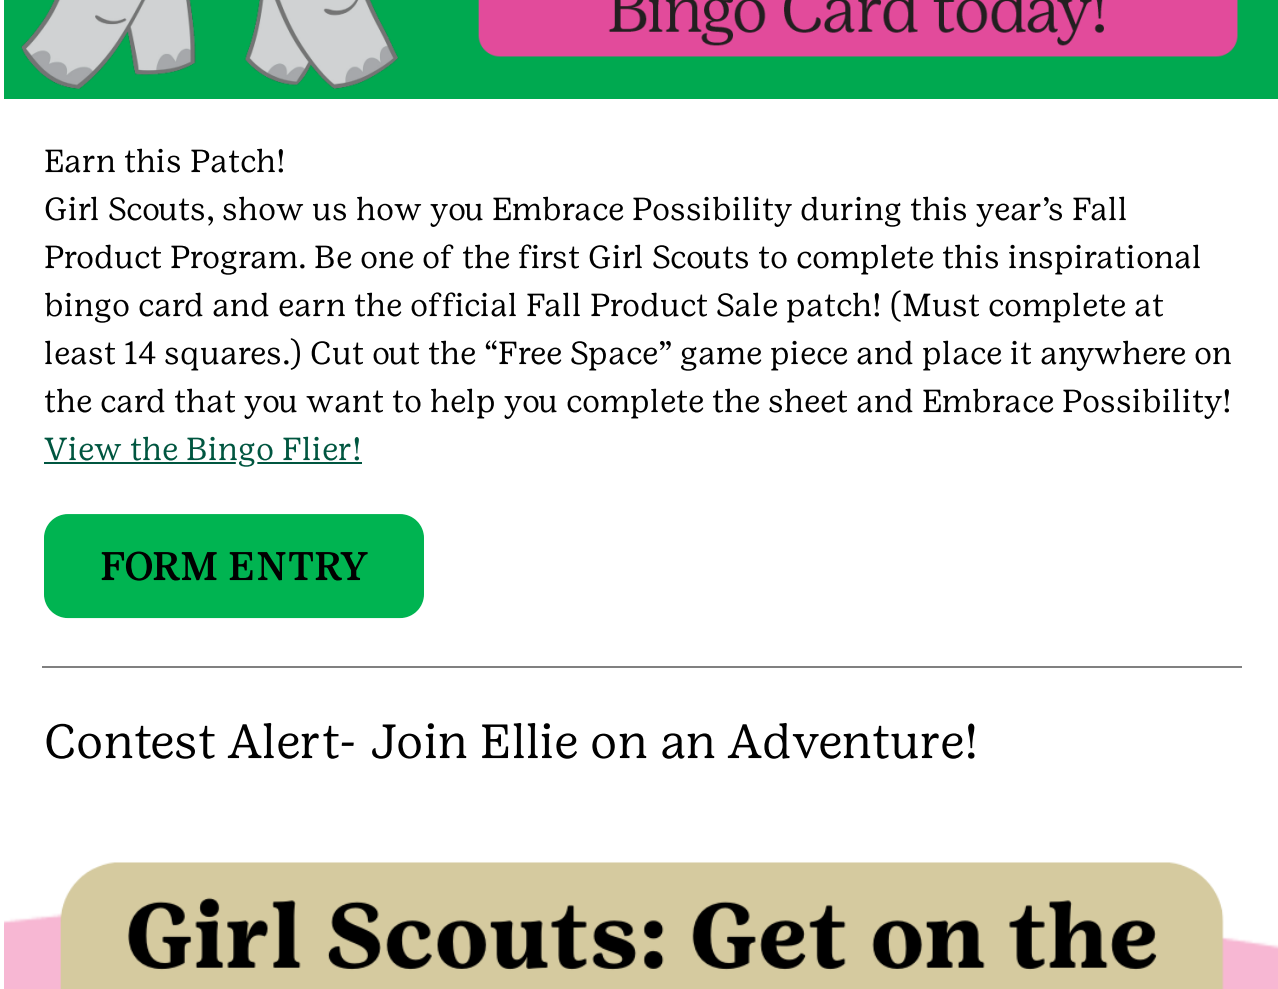 Bingo Card today!
Earn this Patch!
Girl Scouts, show us how you Embrace Possibility during this year’s Fall
Product Program. Be one of the first Girl Scouts to complete this inspirational
bingo card and earn the official Fall Product Sale patch! (Must complete at
least 14 squares.) Cut out the “Free Space” game piece and place it anywhere on
the card that you want to help you complete the sheet and Embrace Possibility!
View the Bingo Flier!
FORM ENTRY
Contest Alert- Join Ellie on an Adventure!
Girl Scouts: Get on the